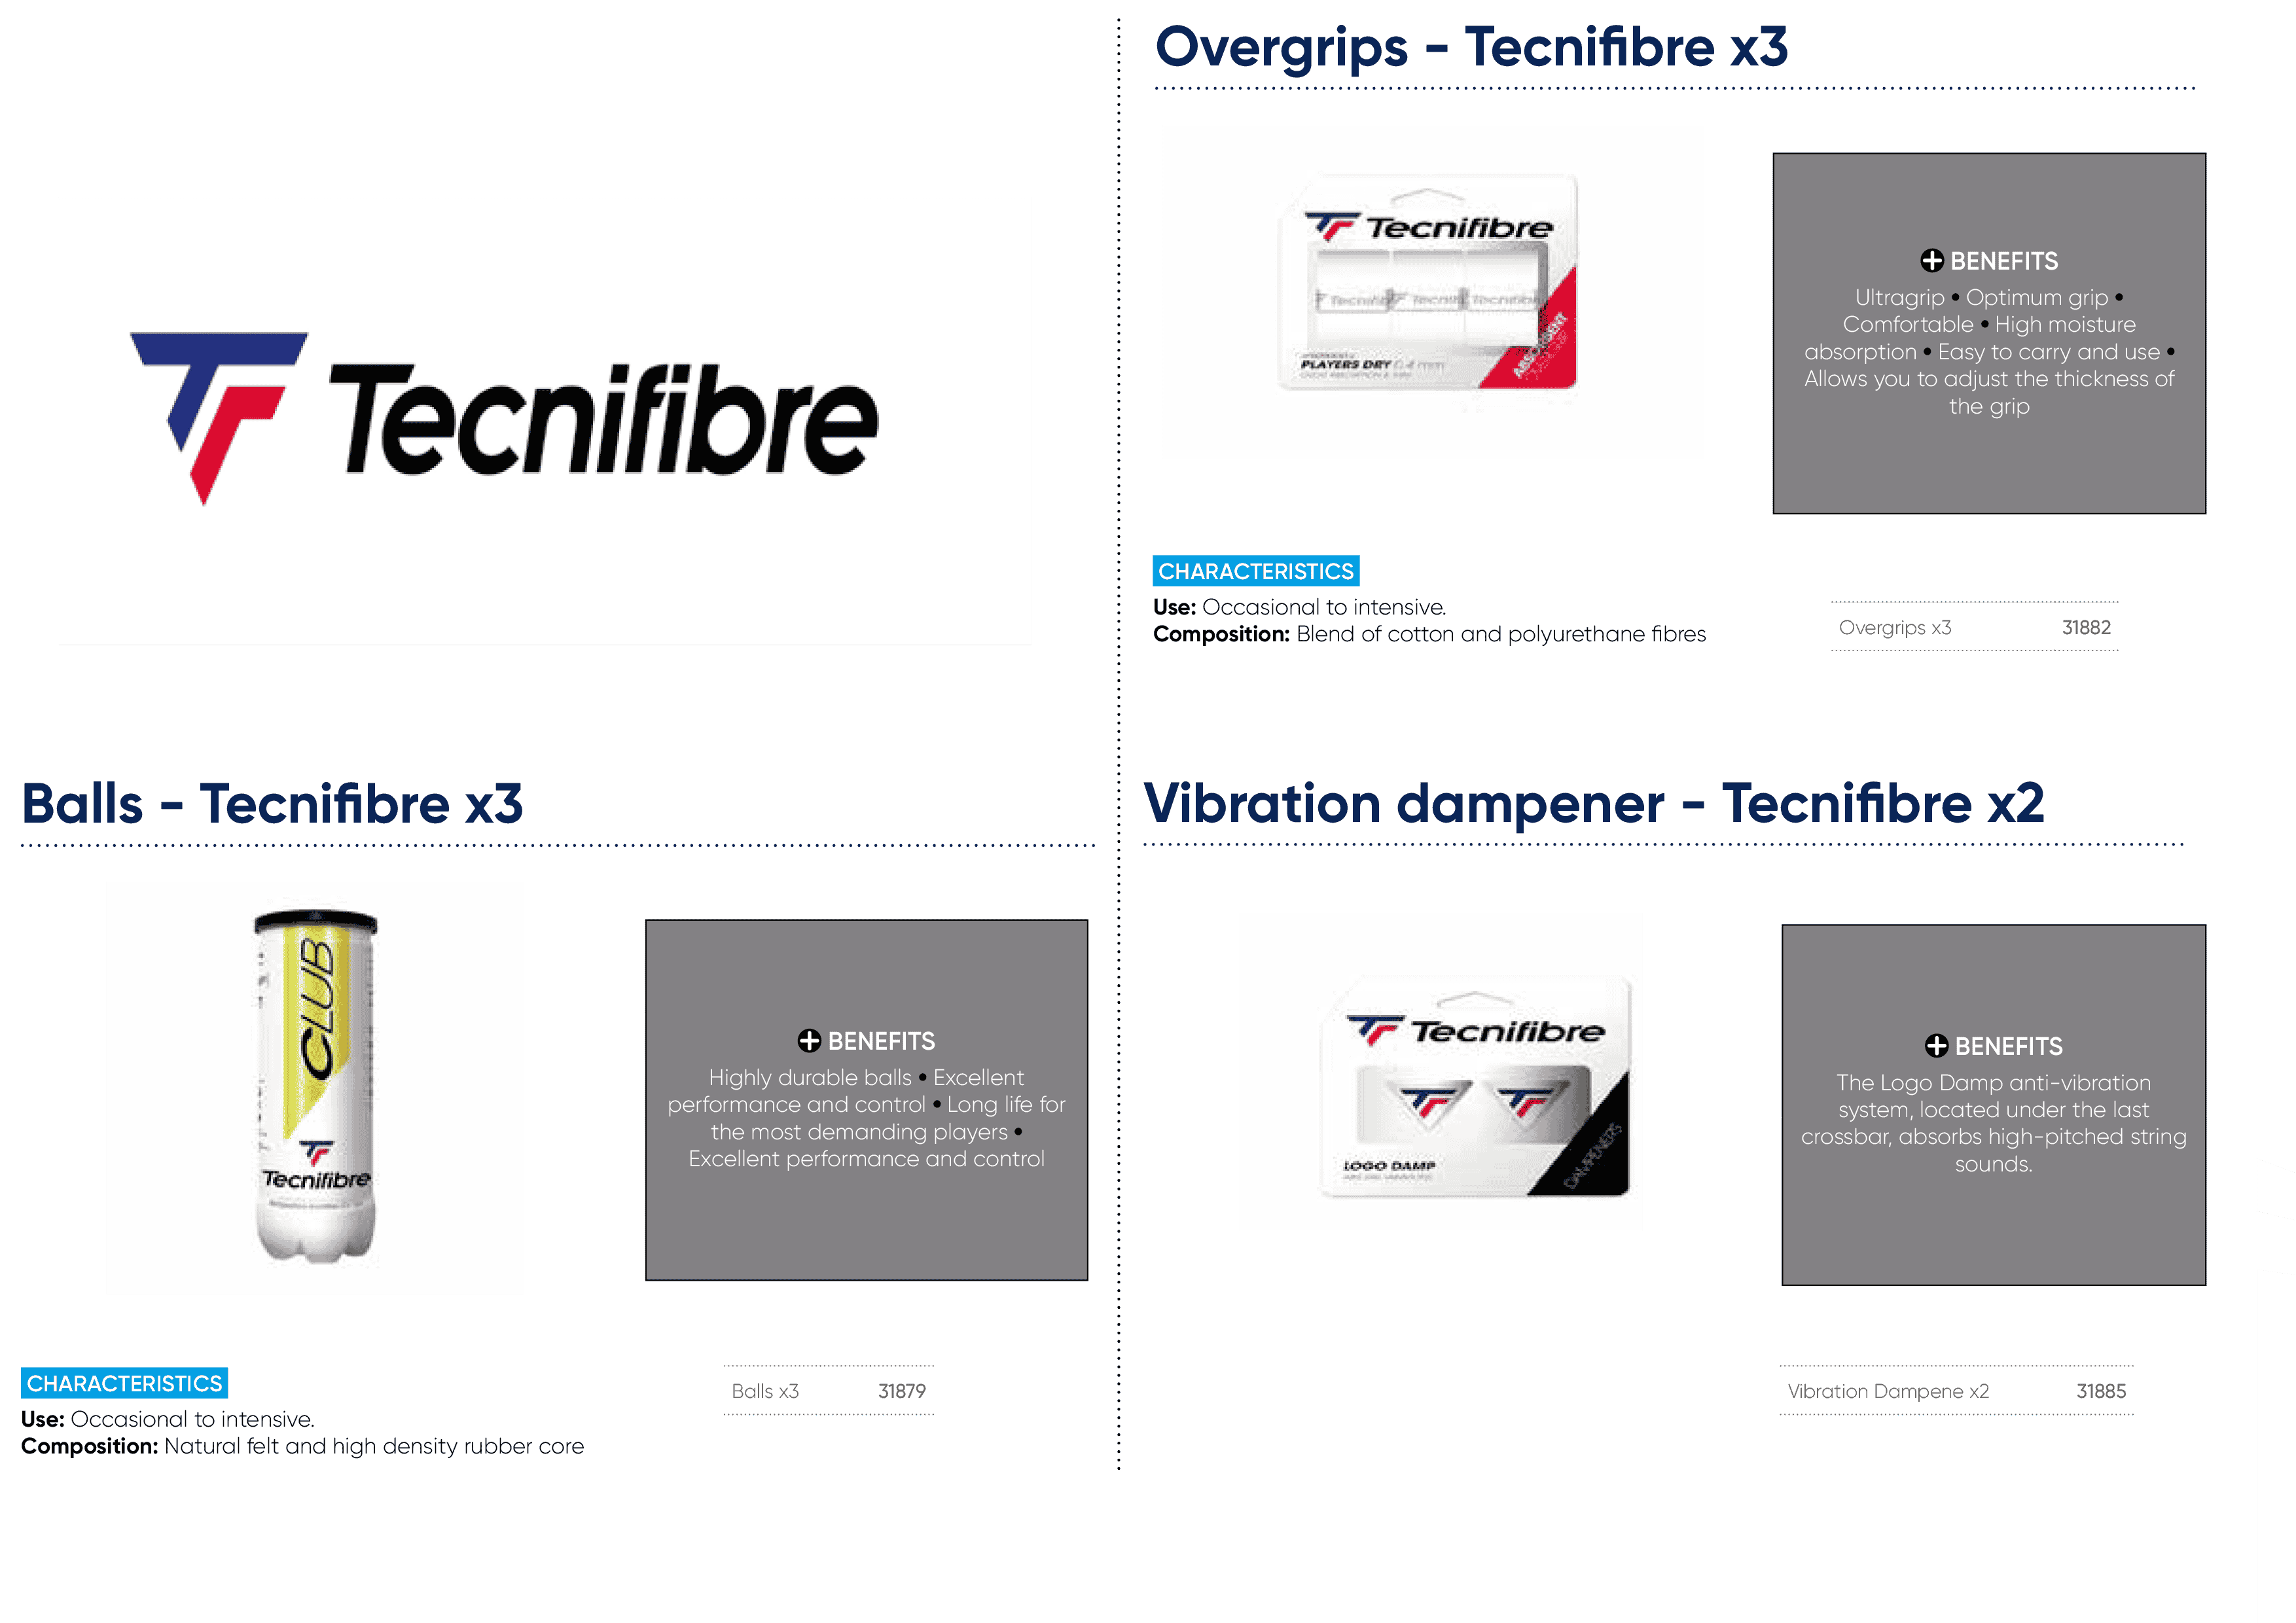 Tecnifibre
Overgrips - Tecnifibre x3
Tecnifibre
Tecnifibre
PLAYERS DRY 0.4 mm
ABSORBENT
BENEFITS
Ultragrip • Optimum grip •
Comfortable • High moisture
absorption • Easy to carry and use •
Allows you to adjust the thickness of
the grip
CHARACTERISTICS
Use: Occasional to intensive.
Composition: Blend of cotton and polyurethane fibres
Overgrips x3 31882
Balls - Tecnifibre x3
CLUB
Tecnifibre
BENEFITS
Highly durable balls • Excellent
performance and control • Long life for
the most demanding players •
Excellent performance and control
CHARACTERISTICS
Use: Occasional to intensive.
Composition: Natural felt and high density rubber core
Balls x3 31879
Vibration dampener - Tecnifibre x2
Tecnifibre
LOGO DAMP
DAMPENERS
BENEFITS
The Logo Damp anti-vibration
system, located under the last
crossbar, absorbs high-pitched string
sounds.
Vibration Dampene x2 31885